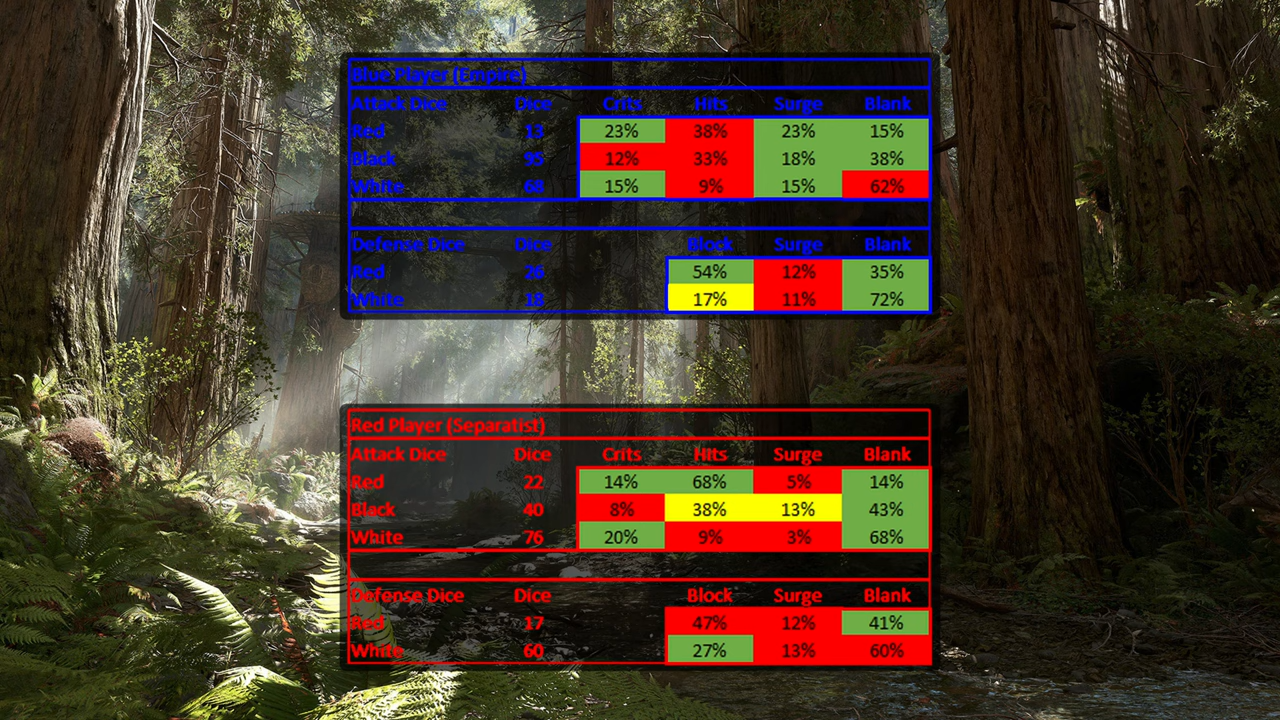 Blue Player (Empire)
Attack Dice Dice Crits Hits Surge Blank
Red 13 23% 38% 23% 15%
Black 95 12% 33% 18% 38%
White 68 15% 9% 15% 62%
Defense Dice Dice Block Surge Blank
Red 26 54% 12% 35%
White 18 17% 11% 72%
Red Player (Separatist)
Attack Dice Dice Crits Hits Surge Blank
Red 22 14% 68% 5% 14%
Black 40 8% 38% 13% 43%
White 76 20% 9% 3% 68%
Defense Dice Dice Block Surge Blank
Red 17 47% 12% 41%
White 60 27% 13% 60%